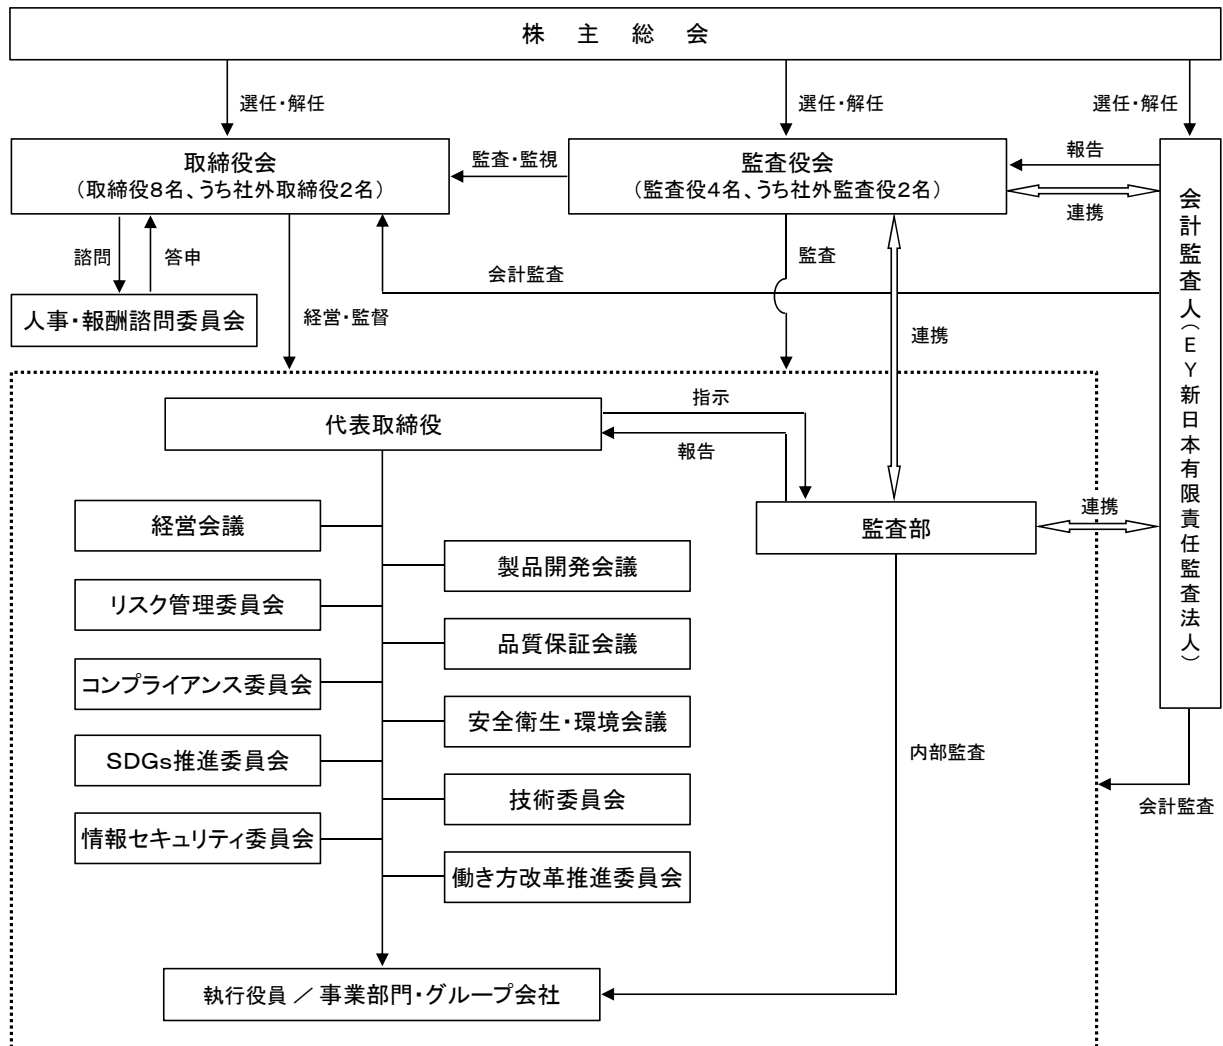 株 主 総 会
選任・解任
選任・解任
選任・解任
取締役会
（取締役8名、うち社外取締役2名）
監査・監視
監査役会
（監査役4名、うち社外監査役2名）
報告
連携
会計監査人（EY新日本有限責任監査法人）
諮問
答申
会計監査
監査
人事・報酬諮問委員会
経営・監督
連携
代表取締役
指示
報告
経営会議
監査部
連携
製品開発会議
リスク管理委員会
品質保証会議
コンプライアンス委員会
安全衛生・環境会議
SDGs推進委員会
内部監査
技術委員会
会計監査
情報セキュリティ委員会
働き方改革推進委員会
執行役員 ／ 事業部門・グループ会社